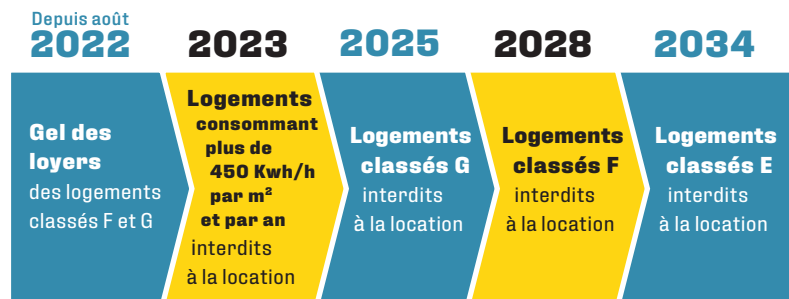 Depuis août
2022
2023
2025
2028
2034
Gel des
loyers
des logements
classés F et G
Logements
consommant
plus de
450 Kwh/h
par m²
et par an
interdits
à la location
Logements
classés G
interdits
à la location
Logements
classés F
interdits
à la location
Logements
classés E
interdits
à la location